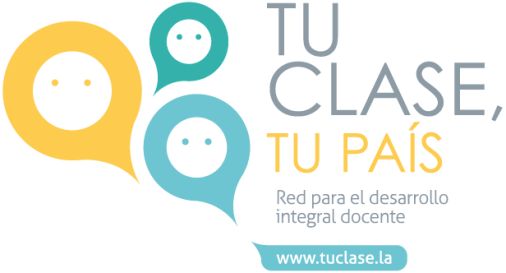 TU
CLASE,
TU PAÍS
Red para el desarrollo
integral docente
www.tuclase.la